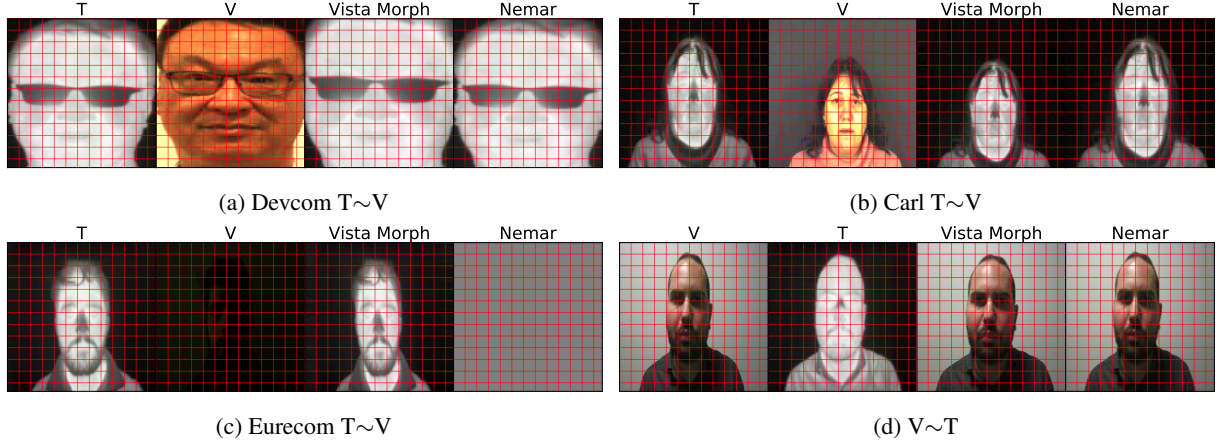 T V Vista Morph Nemar
T V Vista Morph Nemar
(a) Devcom T∼V
(b) Carl T∼V
T V Vista Morph Nemar
V T Vista Morph Nemar
(c) Eurecom T∼V
(d) V∼T